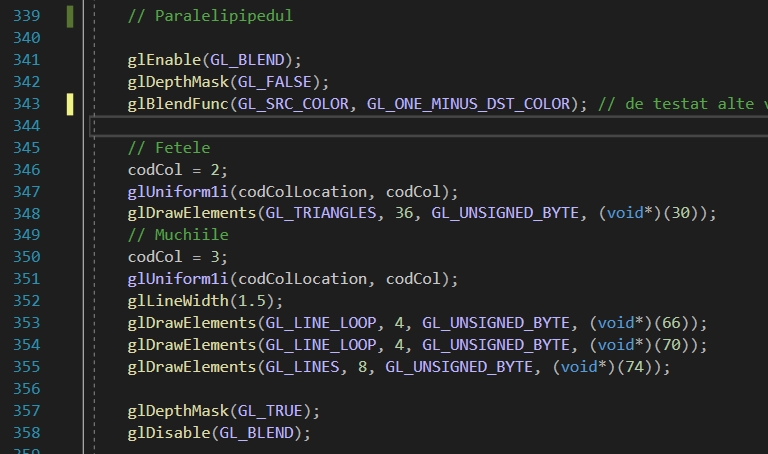 339 // Paralelipipedul
340
341 glEnable(GL_BLEND);
342 glDepthMask(GL_FALSE);
343 glBlendFunc(GL_SRC_COLOR, GL_ONE_MINUS_DST_COLOR); // de testat alte
344
345 // Fetele
346 codCol = 2;
347 glUniform1i(codColLocation, codCol);
348 glDrawElements(GL_TRIANGLES, 36, GL_UNSIGNED_BYTE, (void*)(30));
349 // Muchiile
350 codCol = 3;
351 glUniform1i(codColLocation, codCol);
352 glLineWidth(1.5);
353 glDrawElements(GL_LINE_LOOP, 4, GL_UNSIGNED_BYTE, (void*)(66));
354 glDrawElements(GL_LINE_LOOP, 4, GL_UNSIGNED_BYTE, (void*)(70));
355 glDrawElements(GL_LINES, 8, GL_UNSIGNED_BYTE, (void*)(74));
356
357 glDepthMask(GL_TRUE);
358 glDisable(GL_BLEND);